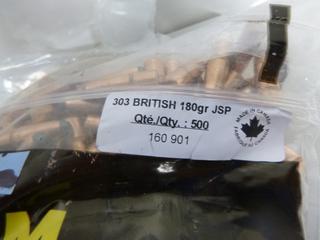 303 BRITISH 180gr JSP
Qté./Qty. : 500
160 901
MADE IN CANADA
FABRIQUÉ AU CANADA